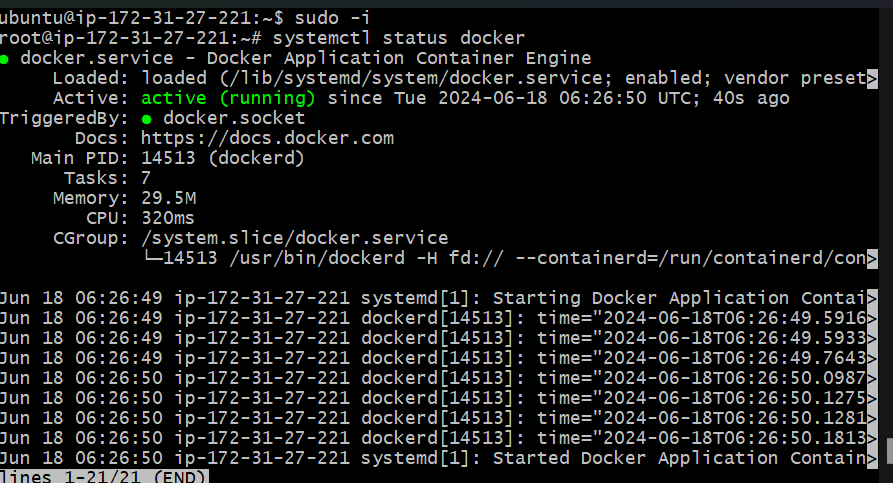 ubuntu@ip-172-31-27-221:~$ sudo -i
root@ip-172-31-27-221:~# systemctl status docker
● docker.service - Docker Application Container Engine
     Loaded: loaded (/lib/systemd/system/docker.service; enabled; vendor preset>
     Active: active (running) since Tue 2024-06-18 06:26:50 UTC; 40s ago
TriggeredBy: ● docker.socket
       Docs: https://docs.docker.com
   Main PID: 14513 (dockerd)
      Tasks: 7
     Memory: 29.5M
        CPU: 320ms
     CGroup: /system.slice/docker.service
             └─14513 /usr/bin/dockerd -H fd:// --containerd=/run/containerd/con>
Jun 18 06:26:49 ip-172-31-27-221 systemd[1]: Starting Docker Application Contai>
Jun 18 06:26:49 ip-172-31-27-221 dockerd[14513]: time="2024-06-18T06:26:49.5916>
Jun 18 06:26:49 ip-172-31-27-221 dockerd[14513]: time="2024-06-18T06:26:49.5933>
Jun 18 06:26:49 ip-172-31-27-221 dockerd[14513]: time="2024-06-18T06:26:49.7643>
Jun 18 06:26:50 ip-172-31-27-221 dockerd[14513]: time="2024-06-18T06:26:50.0987>
Jun 18 06:26:50 ip-172-31-27-221 dockerd[14513]: time="2024-06-18T06:26:50.1275>
Jun 18 06:26:50 ip-172-31-27-221 dockerd[14513]: time="2024-06-18T06:26:50.1281>
Jun 18 06:26:50 ip-172-31-27-221 dockerd[14513]: time="2024-06-18T06:26:50.1813>
Jun 18 06:26:50 ip-172-31-27-221 systemd[1]: Started Docker Application Contain>
lines 1-21/21 (END)